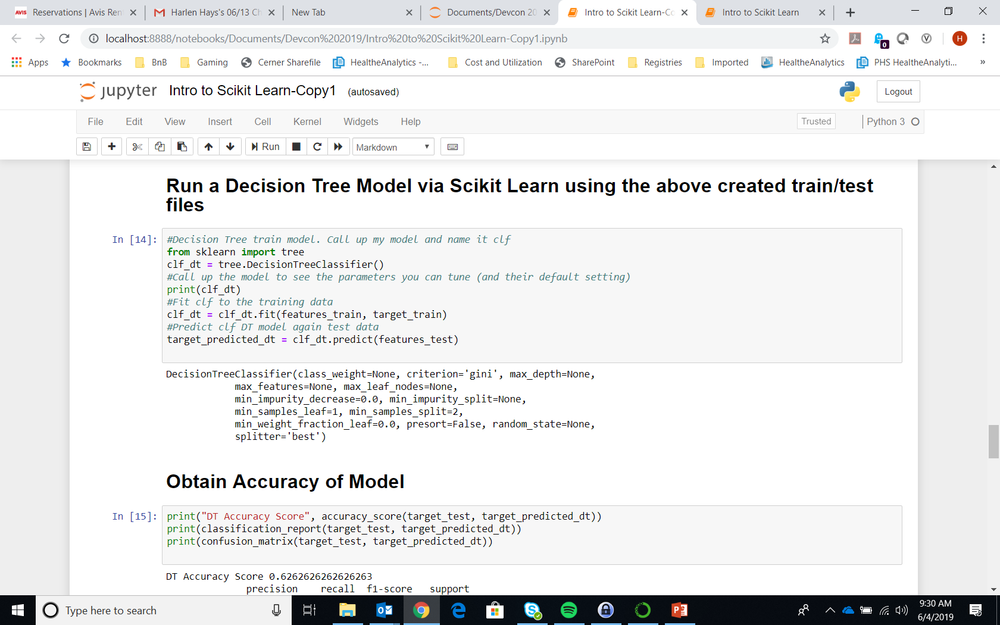 AVIS Reservations | Avis Ren
Harlen Hays's 06/13 Ch
New Tab
Documents/Devcon 20
Intro to Scikit Learn-Co
Intro to Scikit Learn
localhost:8888/notebooks/Documents/Devcon%202019/Intro%20to%20Scikit%20Learn-Copy1.ipynb
0
V
H
Apps
Bookmarks
BnB
Gaming
Cerner Sharefile
HealtheAnalytics -...
Cost and Utilization
SharePoint
Registries
Imported
HealtheAnalytics
PHS HealtheAnalyti...
»
jupyter Intro to Scikit Learn-Copy1 (autosaved)
Logout
File Edit View Insert Cell Kernel Widgets Help
Trusted
Python 3
Run
Markdown
Run a Decision Tree Model via Scikit Learn using the above created train/test
files
In [14]:
#Decision Tree train model. Call up my model and name it clf
from sklearn import tree
clf_dt = tree.DecisionTreeClassifier()
#Call up the model to see the parameters you can tune (and their default setting)
print(clf_dt)
#Fit clf to the training data
clf_dt = clf_dt.fit(features_train, target_train)
#Predict clf DT model again test data
target_predicted_dt = clf_dt.predict(features_test)
DecisionTreeClassifier(class_weight=None, criterion='gini', max_depth=None,
max_features=None, max_leaf_nodes=None,
min_impurity_decrease=0.0, min_impurity_split=None,
min_samples_leaf=1, min_samples_split=2,
min_weight_fraction_leaf=0.0, presort=False, random_state=None,
splitter='best')
Obtain Accuracy of Model
In [15]:
print("DT Accuracy Score", accuracy_score(target_test, target_predicted_dt))
print(classification_report(target_test, target_predicted_dt))
print(confusion_matrix(target_test, target_predicted_dt))
DT Accuracy Score 0.6262626262626263
precision recall f1-score support
Type here to search
9:30 AM
6/4/2019